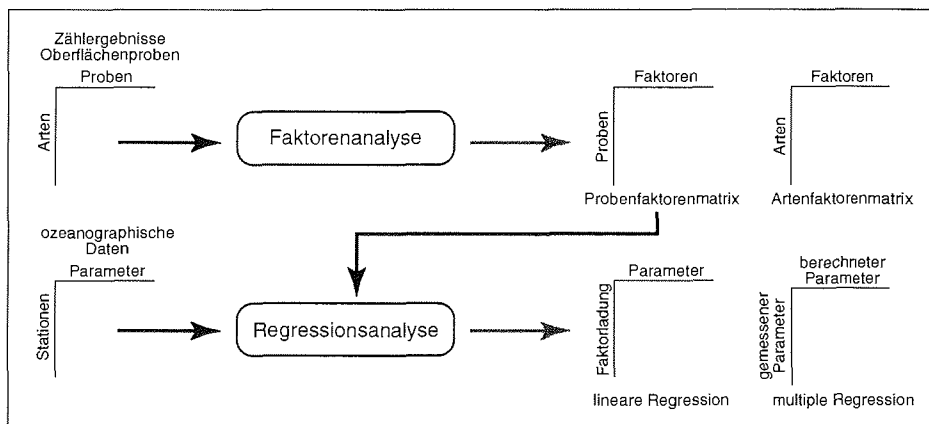 Zählergebnisse
Oberflächenproben
Proben
Arten
Faktorenanalyse
Faktoren
Proben
Probenfaktorenmatrix
Faktoren
Arten
Artenfaktorenmatrix
ozeanographische
Daten
Parameter
Stationen
Regressionsanalyse
Parameter
Faktorladung
lineare Regression
berechneter
Parameter
gemessener
Parameter
multiple Regression